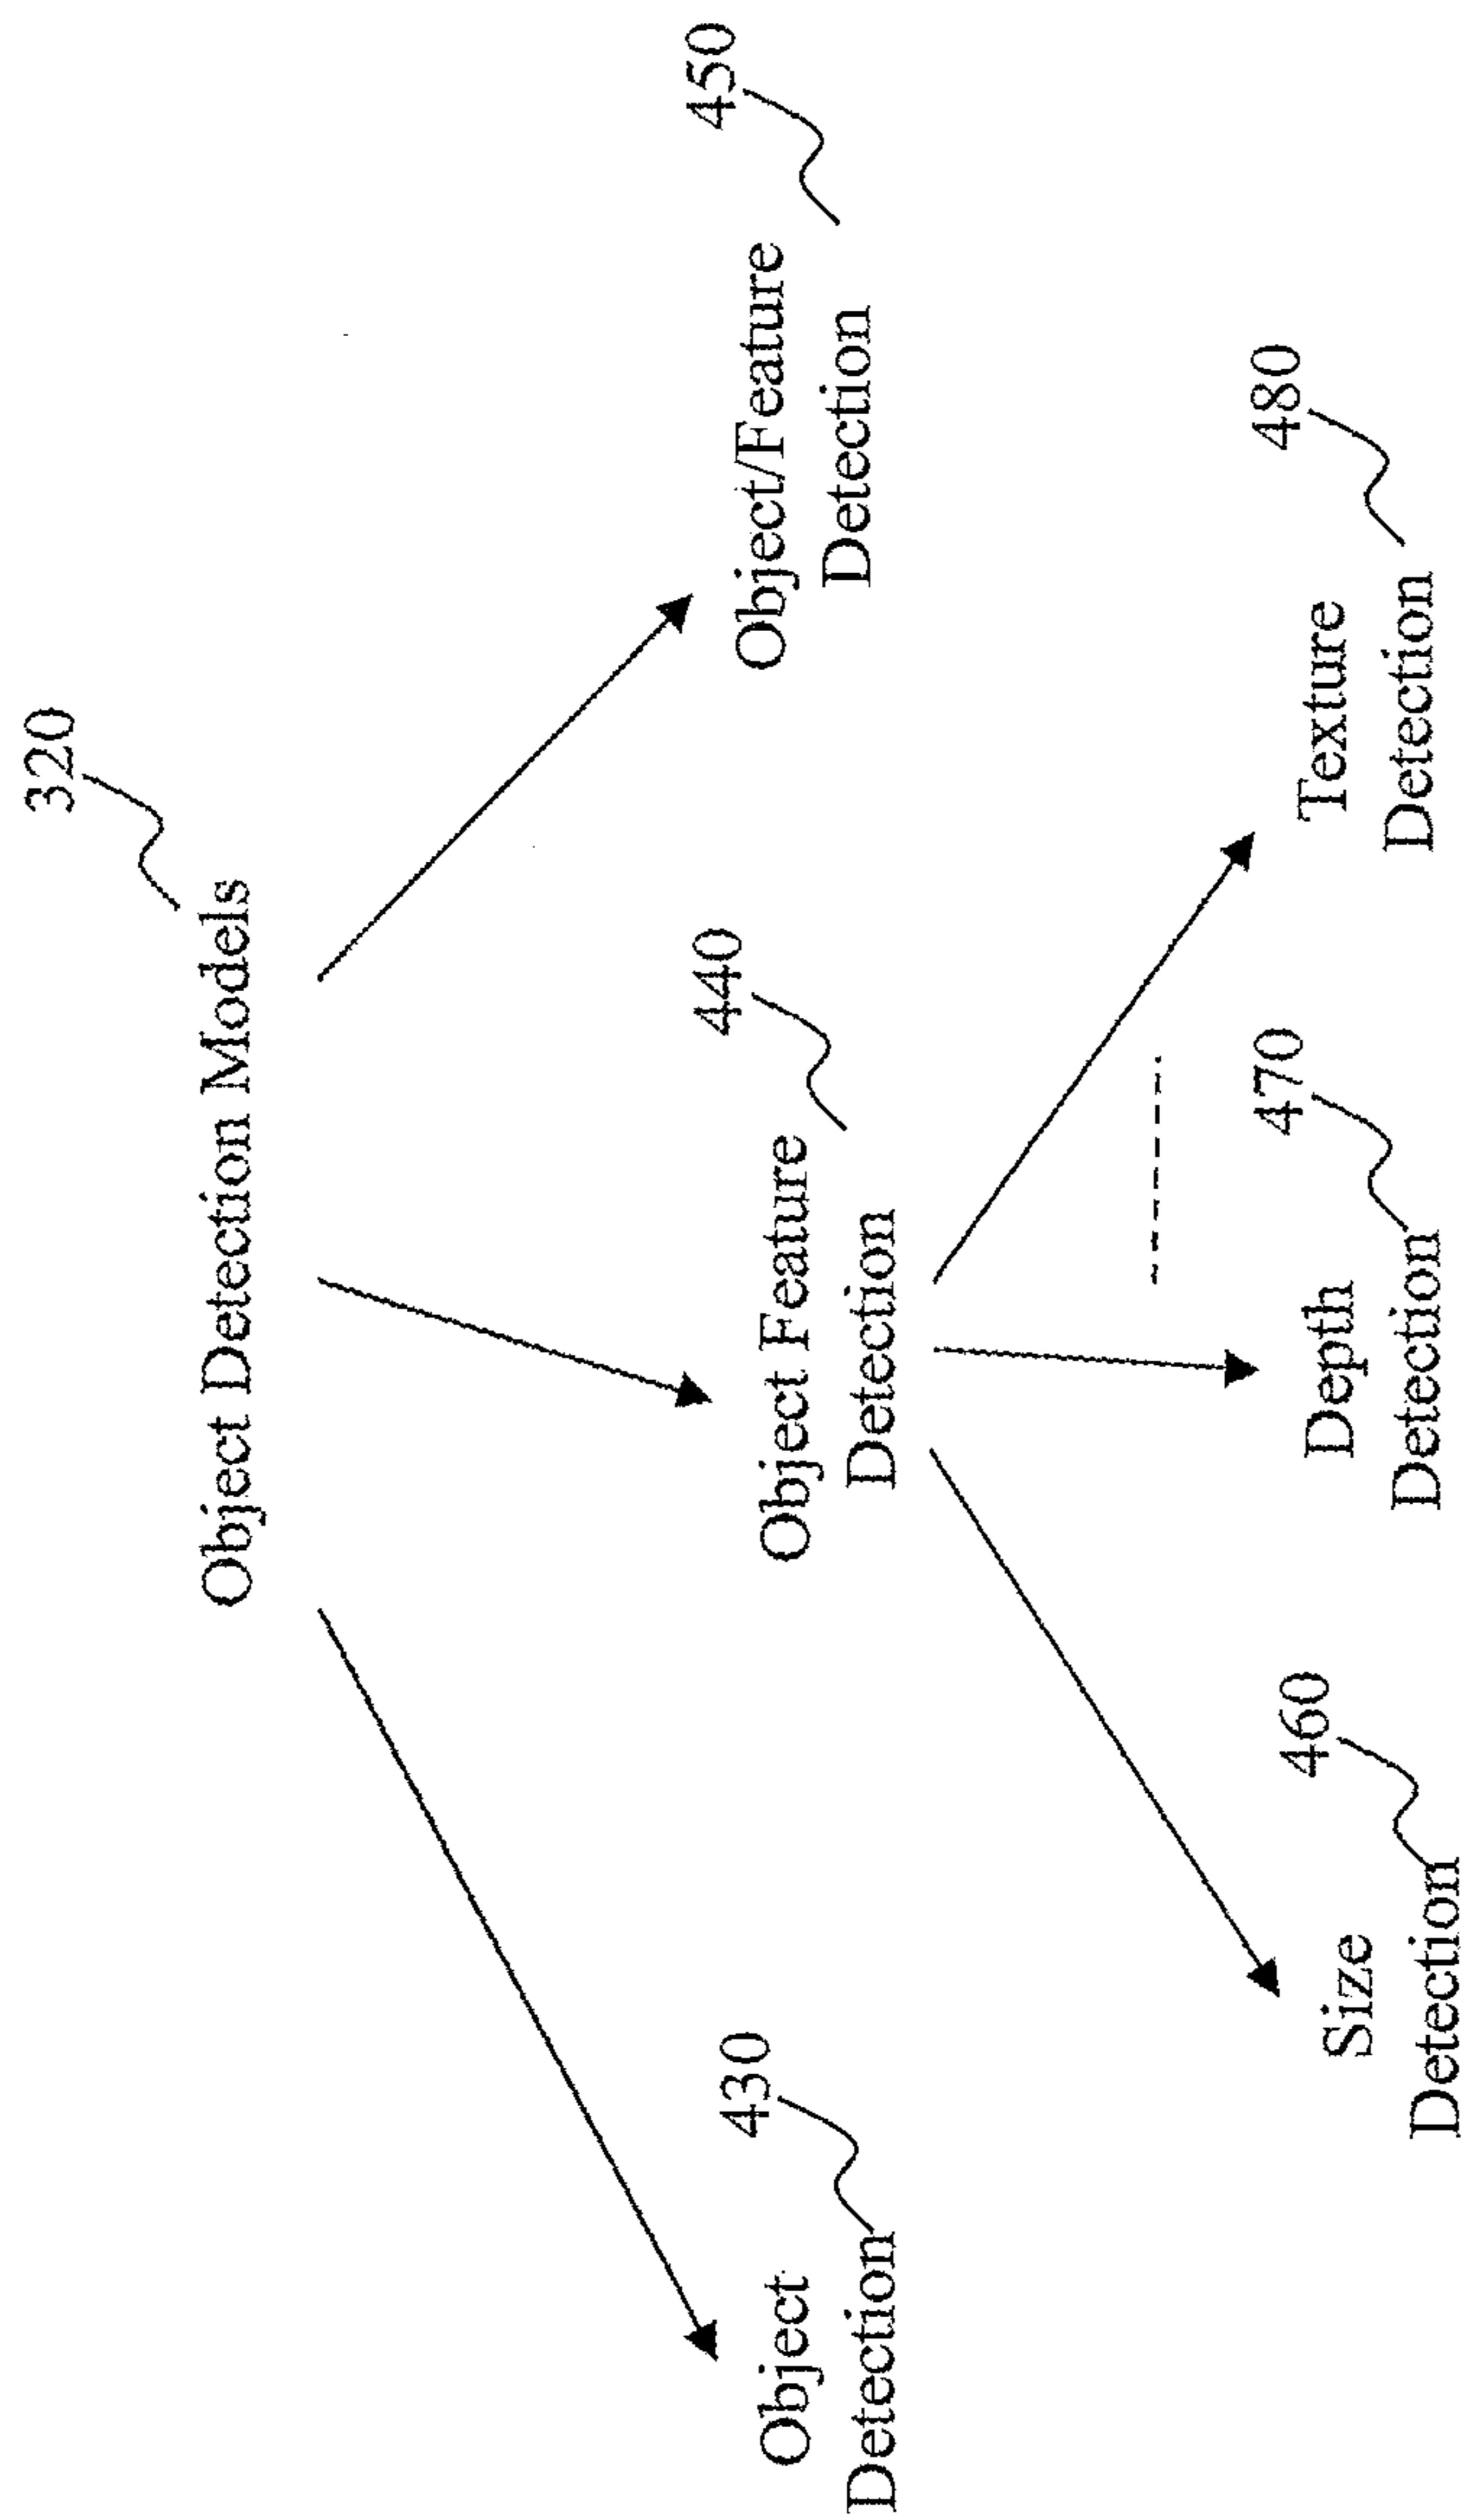 320
Object Detection Models
430
440
450
Object
Detection
Object Feature
Detection
Object/Feature
Detection
460
470
480
Size
Detection
Depth
Detection
Texture
Detection